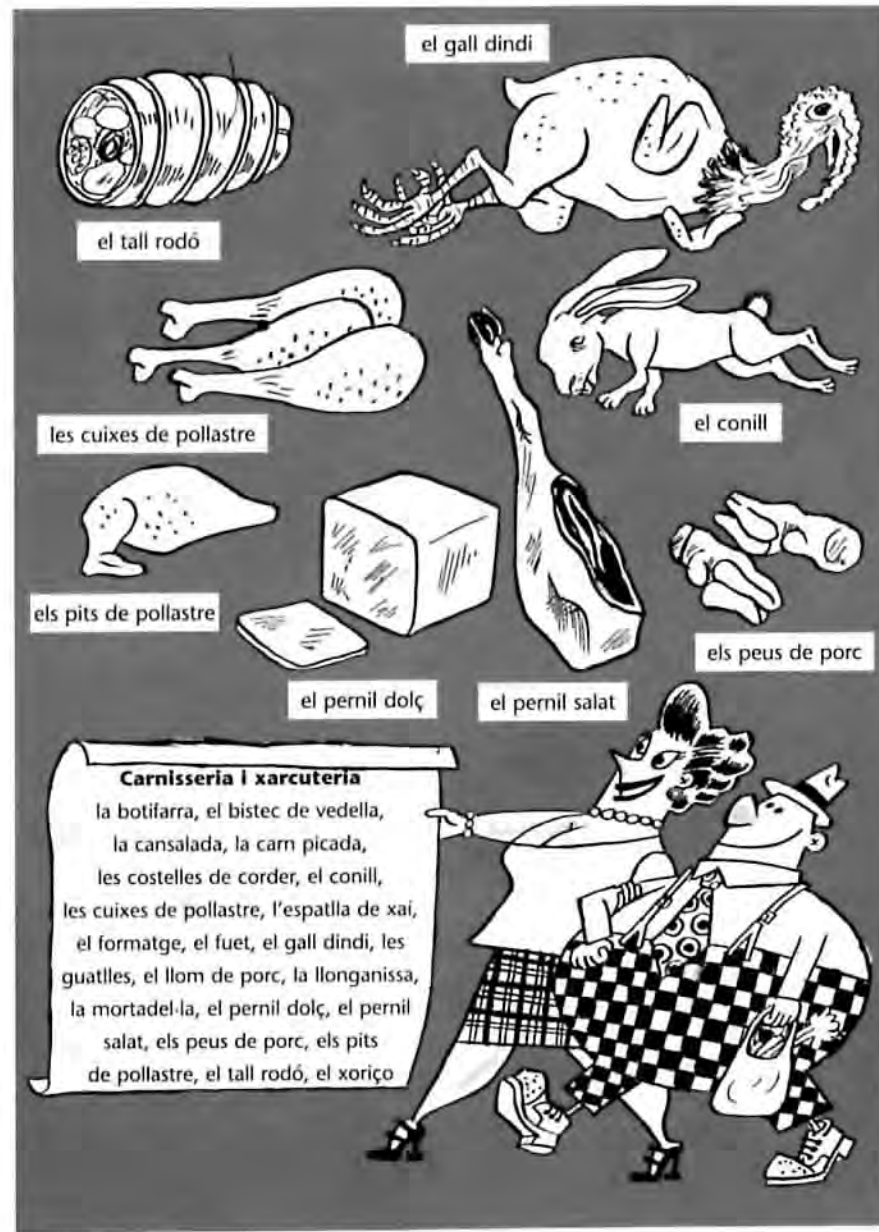 el gall dindi
el tall rodó
les cuixes de pollastre
el conill
els pits de pollastre
els peus de porc
el pernil dolç
el pernil salat
Carnisseria i xarcuteria
la botifarra, el bistec de vedella,
la cansalada, la carn picada,
les costelles de corder, el conill,
les cuixes de pollastre, l'espatlla de xai,
el formatge, el fuet, el gall dindi, les
guatlles, el llom de porc, la llonganissa,
la mortadel·la, el pernil dolç, el pernil
salat, els peus de porc, els pits
de pollastre, el tall rodó, el xoriço